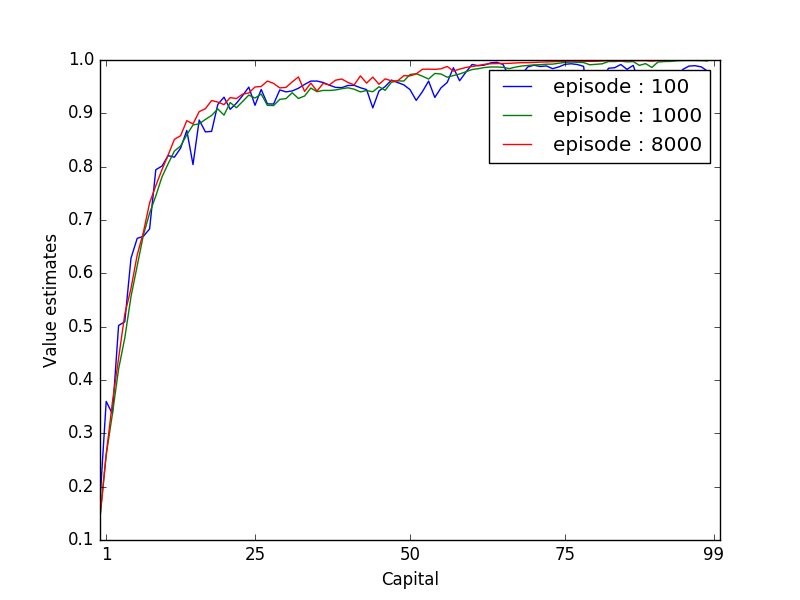 1.0
0.9
0.8
0.7
0.6
0.5
0.4
0.3
0.2
0.1
Value estimates
episode : 100
episode : 1000
episode : 8000
1 25 50 75 99
Capital